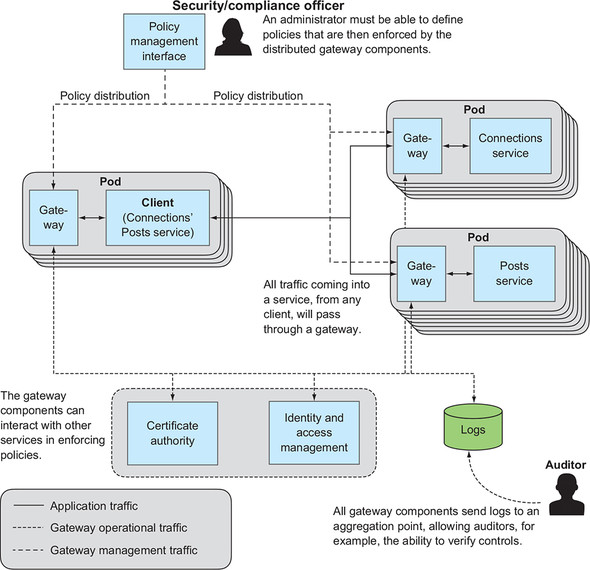 Security/compliance officer
Policy
management
interface
An administrator must be able to define
policies that are then enforced by the
distributed gateway components.
Policy distribution
Policy distribution
Pod
Gate-
way
Connections
service
Pod
Gate-
way
Client
(Connections’
Posts service)
Pod
Gate-
way
Posts
service
All traffic coming into
a service, from any
client, will pass
through a gateway.
The gateway
components can
interact with other
services in enforcing
policies.
Certificate
authority
Identity and
access
management
Logs
Auditor
All gateway components send logs to an
aggregation point, allowing auditors, for
example, the ability to verify controls.
Application traffic
Gateway operational traffic
Gateway management traffic